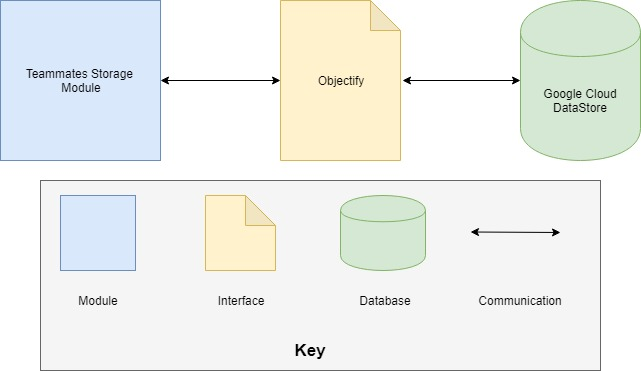 Teammates Storage
Module
Objectify
Google Cloud
DataStore
Module
Interface
Database
Communication
Key